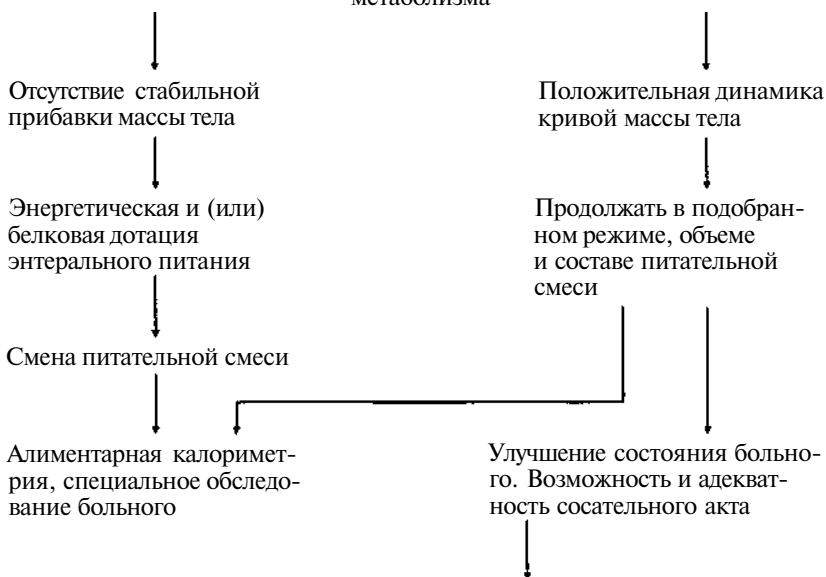 метаболизма
Отсутствие стабильной
прибавки массы тела
Положительная динамика
кривой массы тела
Энергетическая и (или)
белковая дотация
энтерального питания
Продолжать в подобран-
ном режиме, объеме
и составе питательной
смеси
Смена питательной смеси
Алиментарная калоримет-
рия, специальное обследо-
вание больного
Улучшение состояния больно-
го. Возможность и адекват-
ность сосательного акта